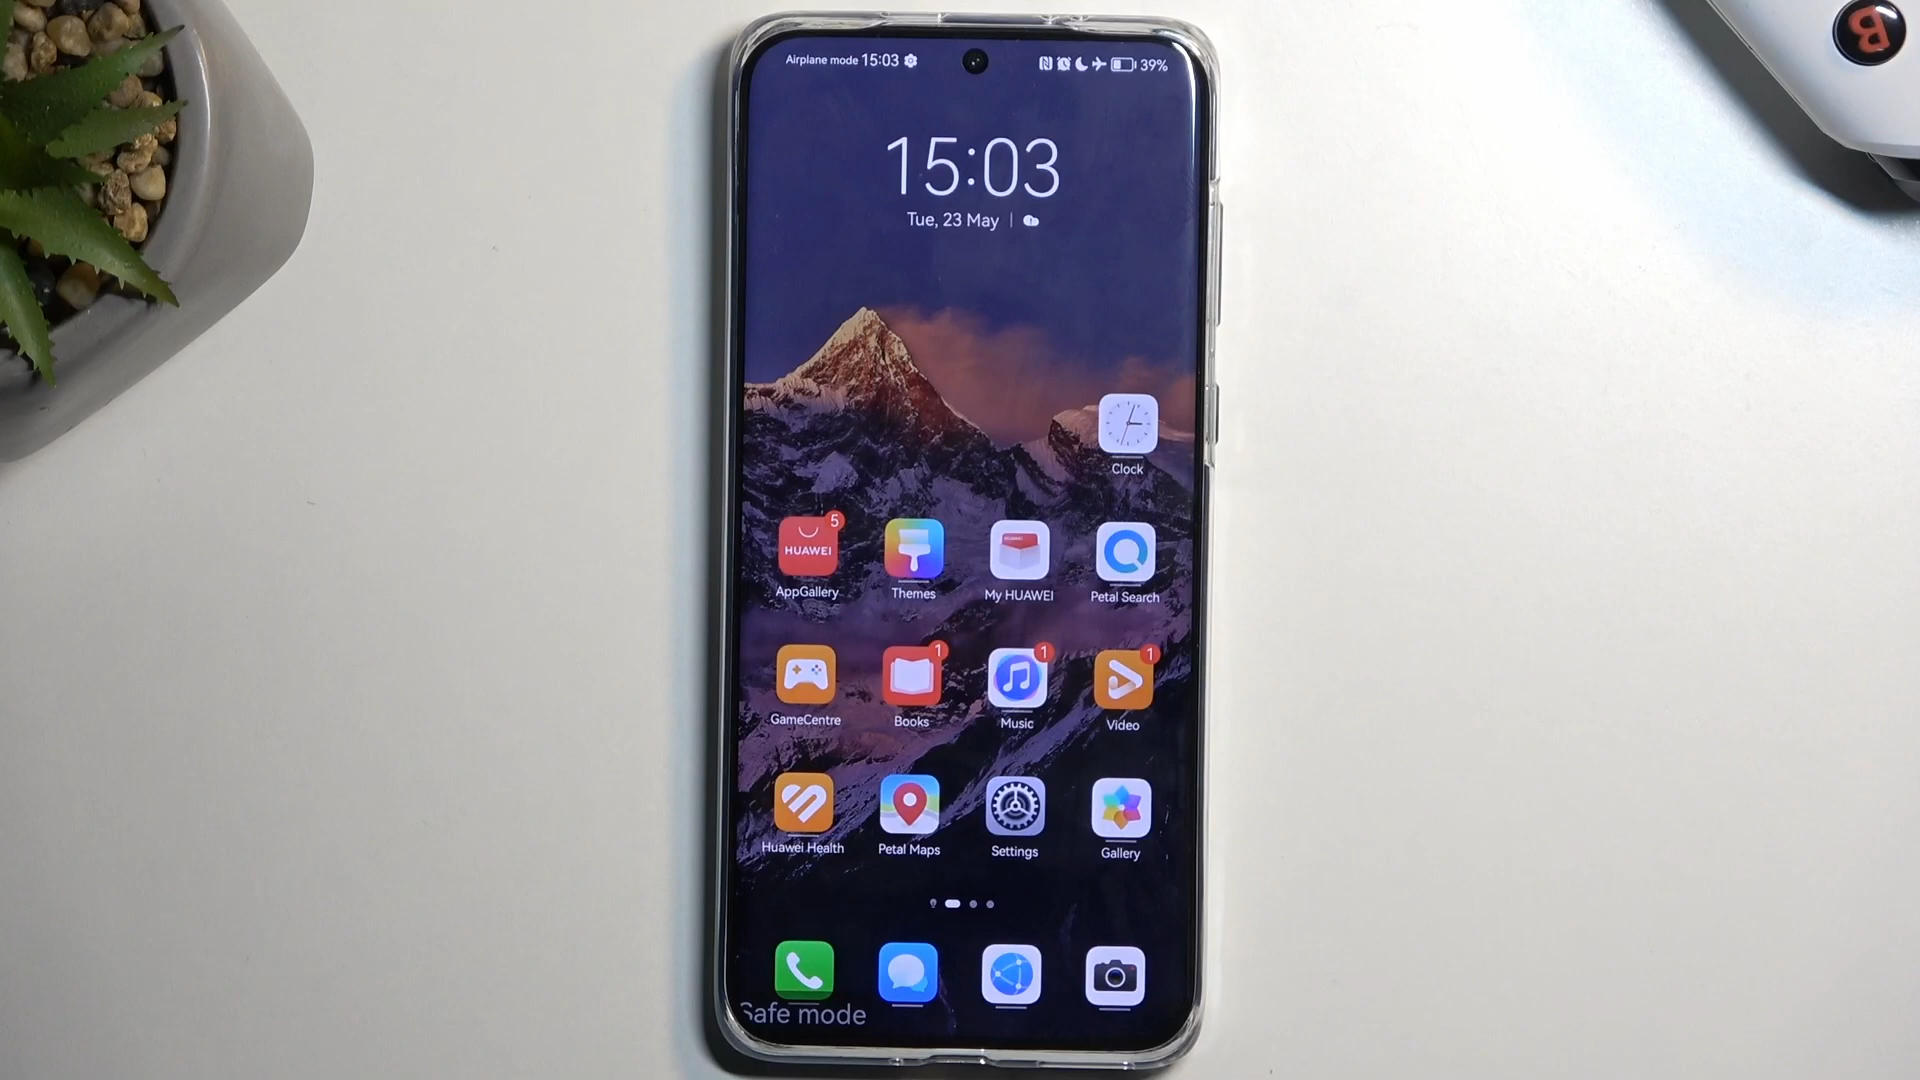 Airplane mode 15:03
39%
15:03
Tue, 23 May
Clock
5
HUAWEI
HUAWEI
AppGallery
Themes
My HUAWEI
Petal Search
1
1
1
GameCentre
Books
Music
Video
Huawei Health
Petal Maps
Settings
Gallery
Safe mode
B